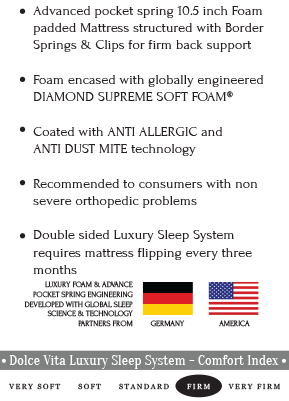 • Advanced pocket spring 10.5 inch Foam
padded Mattress structured with Border
Springs & Clips for firm back support
• Foam encased with globally engineered
DIAMOND SUPREME SOFT FOAM®
• Coated with ANTI ALLERGIC and
ANTI DUST MITE technology
• Recommended to consumers with non
severe orthopedic problems
• Double sided Luxury Sleep System
requires mattress flipping every three
months
LUXURY FOAM & ADVANCE
POCKET SPRING ENGINEERING
DEVELOPED WITH GLOBAL SLEEP
SCIENCE & TECHNOLOGY
PARTNERS FROM
GERMANY
AMERICA
• Dolce Vita Luxury Sleep System – Comfort Index •
VERY SOFT SOFT STANDARD FIRM VERY FIRM